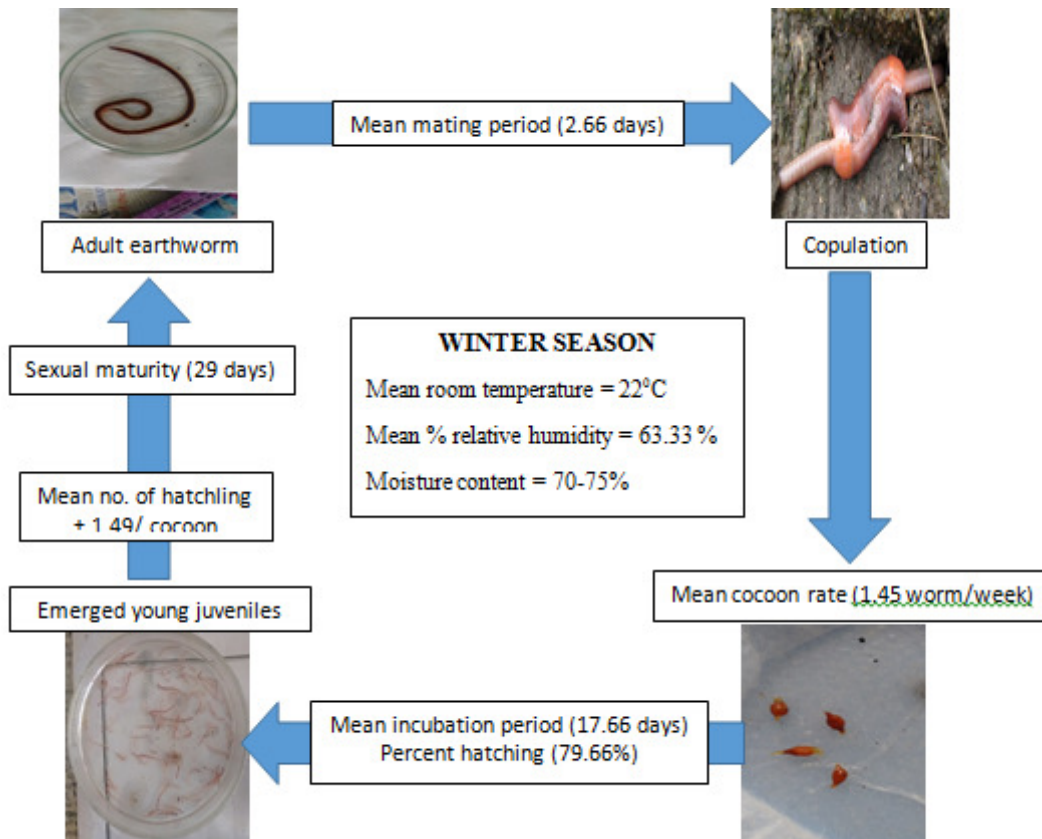 Mean mating period (2.66 days)
Adult earthworm
Copulation
WINTER SEASON
Mean room temperature = 22⁰C
Mean % relative humidity = 63.33 %
Moisture content = 70-75%
Sexual maturity (29 days)
Mean no. of hatchling
± 1.49/ cocoon
Emerged young juveniles
Mean cocoon rate (1.45 worm/week)
Mean incubation period (17.66 days)
Percent hatching (79.66%)